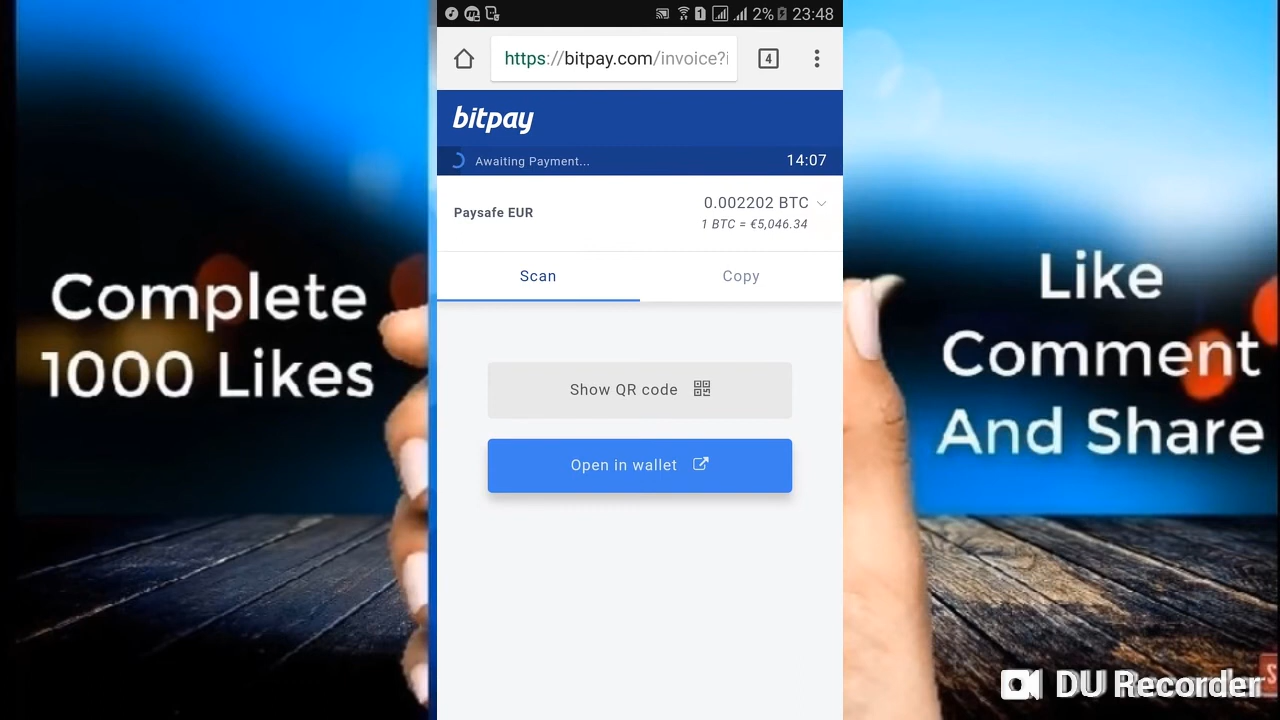 1 2% 23:48
https://bitpay.com/invoice?i
4
bitpay
Awaiting Payment... 14:07
Paysafe EUR
0.002202 BTC
1 BTC = €5,046.34
Scan Copy
Show QR code
Open in wallet
Complete
1000 Likes
Like
Comment
And Share
DU Recorder
S